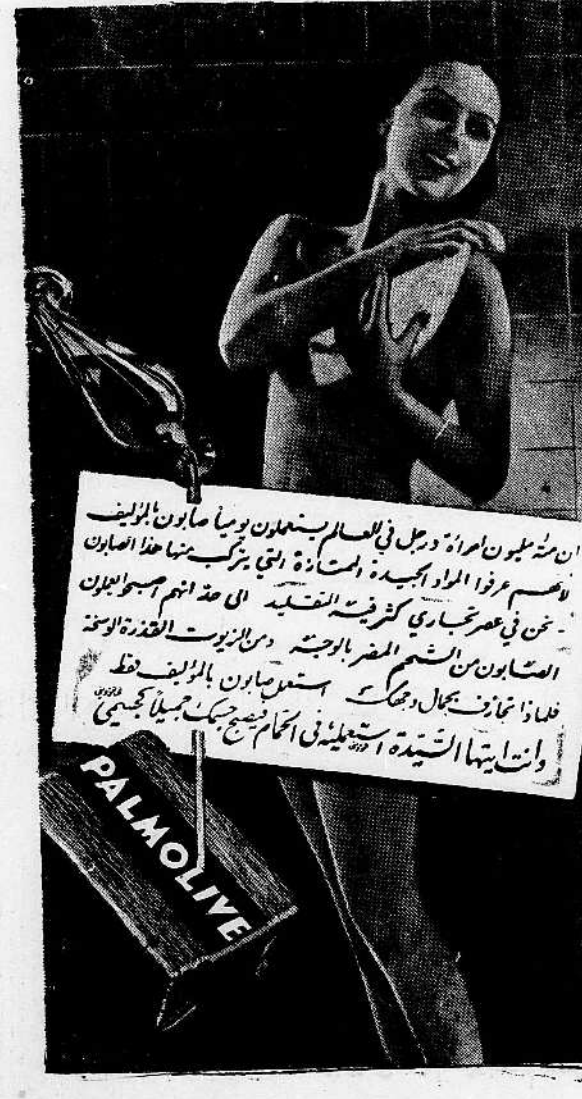 ان مئة مليون امرأة ورجل في العالم يستعملون يومياً صابون بالموليف
لأنهم عرفوا المواد الجيدة الممتازة التي يتركب منها هذا الصابون
- نحن في عصر تجاري كثر فيه التقليد الى حد انهم اصبحوا يعملون
الصابون من الشحم المضر بالوجه ومن الزيوت القذرة الوسخة
فلماذا تجازف بجمال وجهك استعمل صابون بالموليف فقط
وانت ايتها السيدة استعمليه في الحمام فيصبح جسمك جميلاً كجسمي
PALMOLIVE